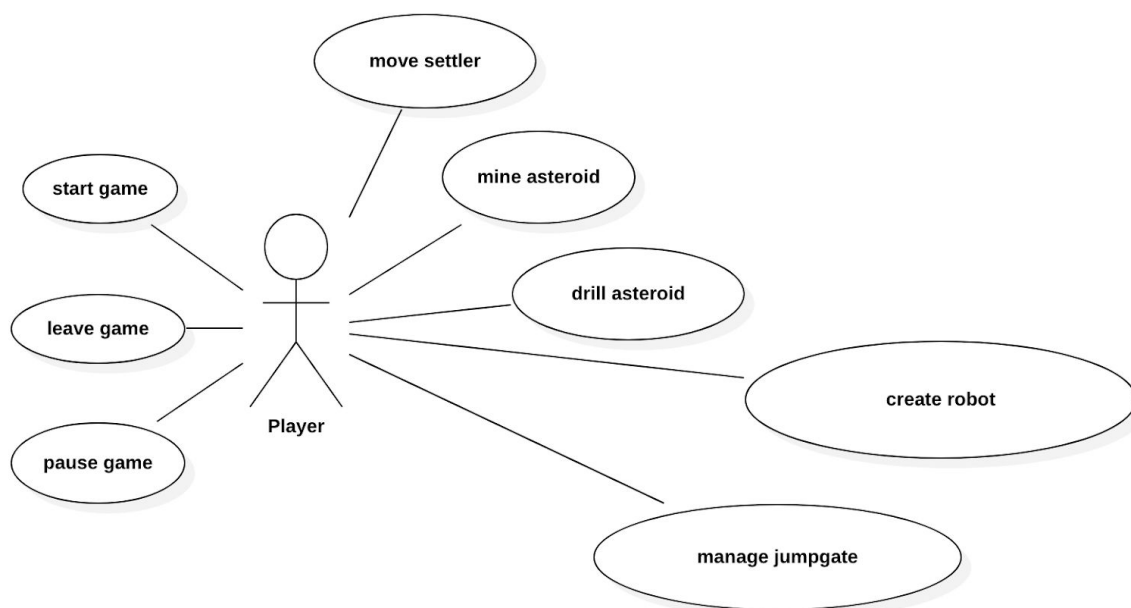 move settler
mine asteroid
start game
drill asteroid
leave game
create robot
Player
pause game
manage jumpgate